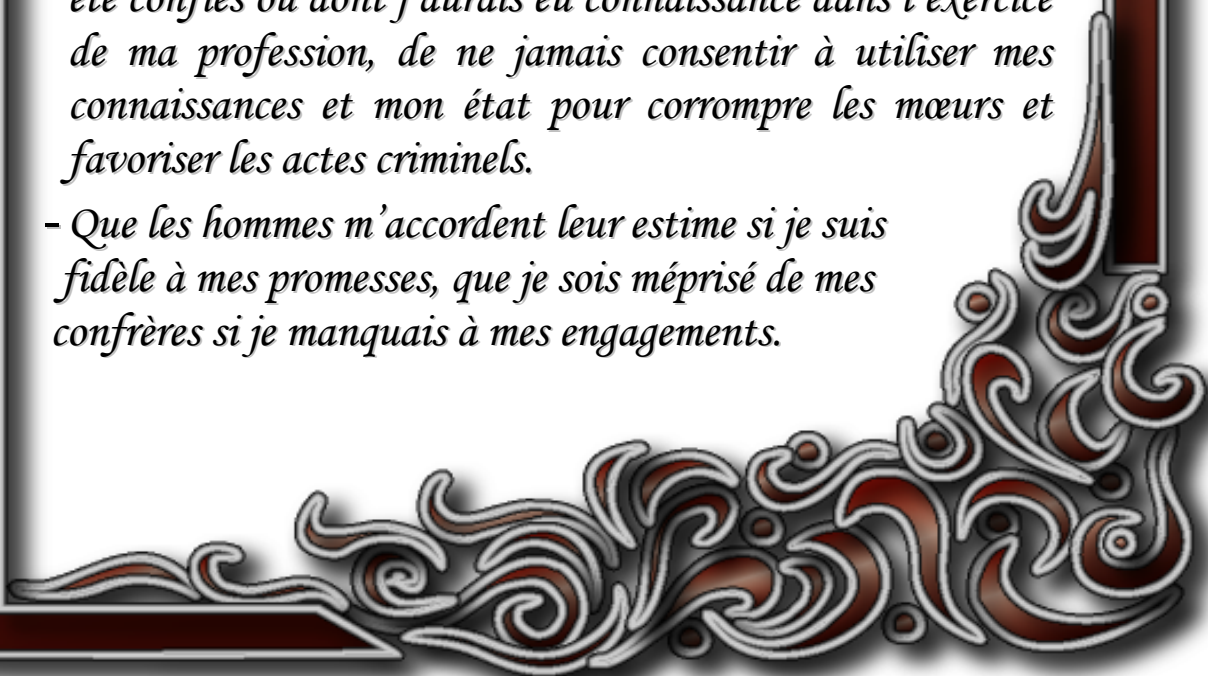 été confiés ou dont j'aurais eu connaissance dans l'exercice
de ma profession, de ne jamais consentir à utiliser mes
connaissances et mon état pour corrompre les mœurs et
favoriser les actes criminels.
- Que les hommes m'accordent leur estime si je suis
fidèle à mes promesses, que je sois méprisé de mes
confrères si je manquais à mes engagements.